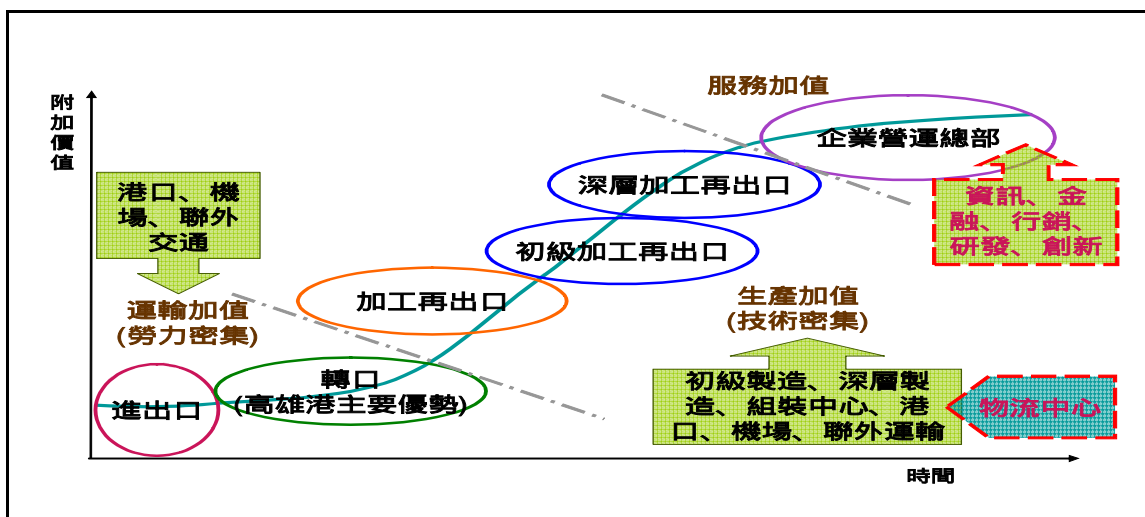 服務加值
附
加
價
值
企業營運總部
港口、機
場、聯外
交通
深層加工再出口
資訊、金
融、行銷、
研發、創新
初級加工再出口
加工再出口
運輸加值
(勞力密集)
生產加值
(技術密集)
轉口
(高雄港主要優勢)
進出口
初級製造、深層製
造、組裝中心、港
口、機場、聯外運輸
物流中心
時間